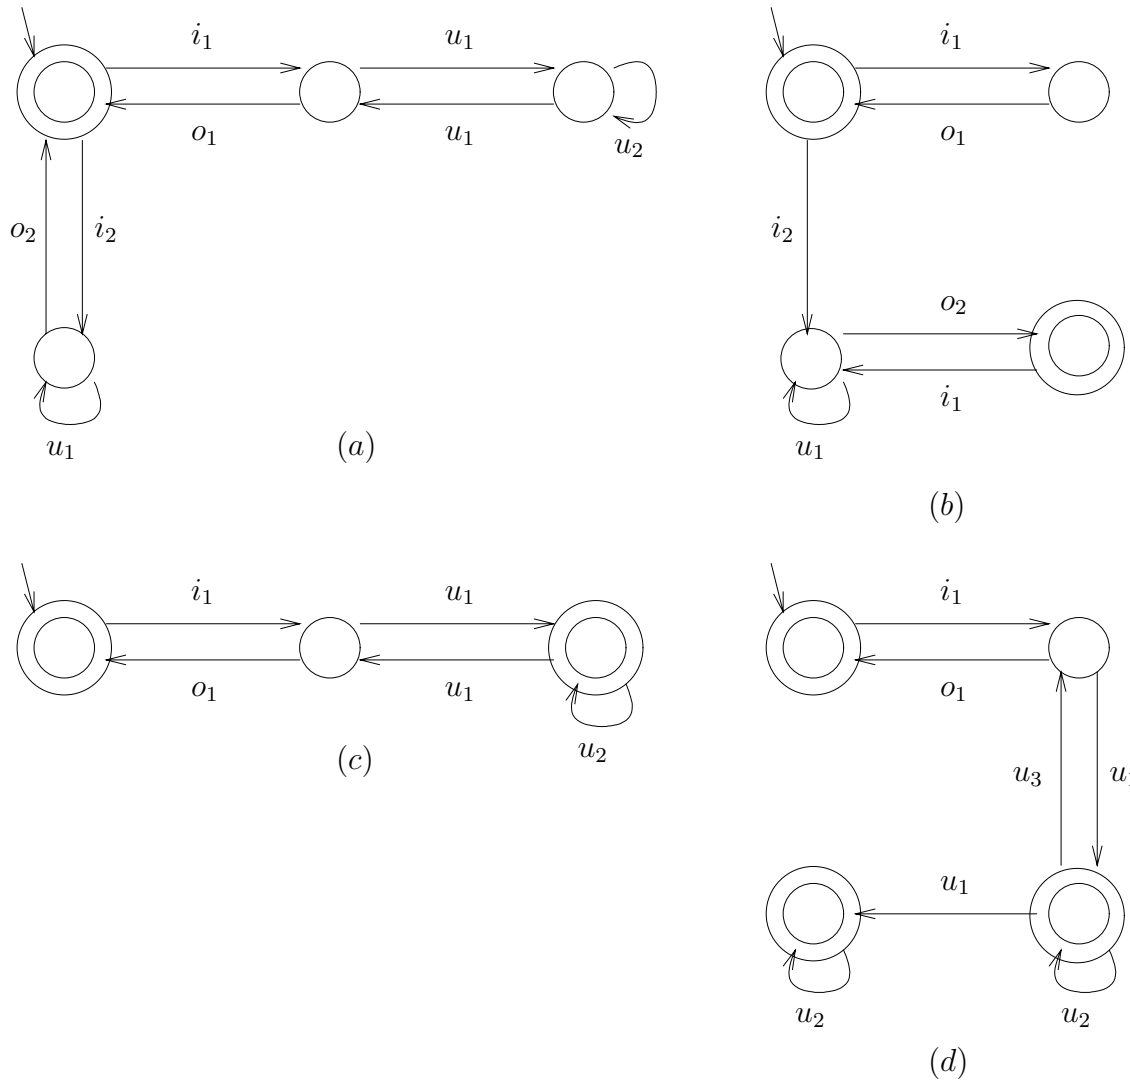 i₁ u₁ i₁
o₁ u₁ u₂ o₁
o₂ i₂ i₂
o₂
i₁
u₁ u₁
(a)
(b)
i₁ u₁ i₁
o₁ u₁ o₁
u₂
(c)
u₃
u₁
u₂ u₂
(d)